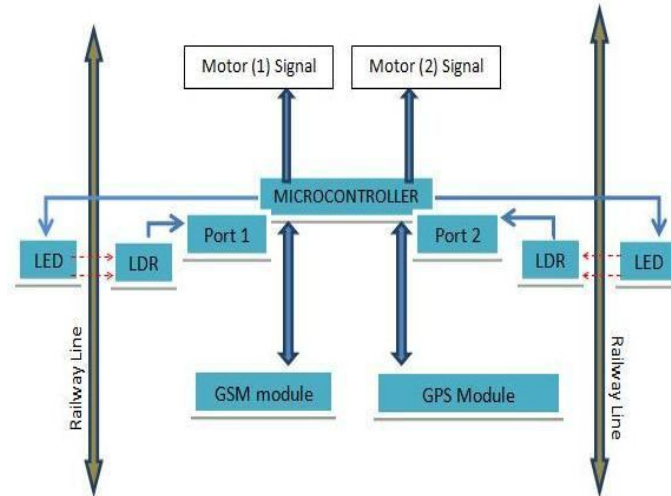 Motor (1) Signal
Motor (2) Signal
MICROCONTROLLER
Port 1
Port 2
LED
LDR
LDR
LED
Railway Line
Railway Line
GSM module
GPS Module